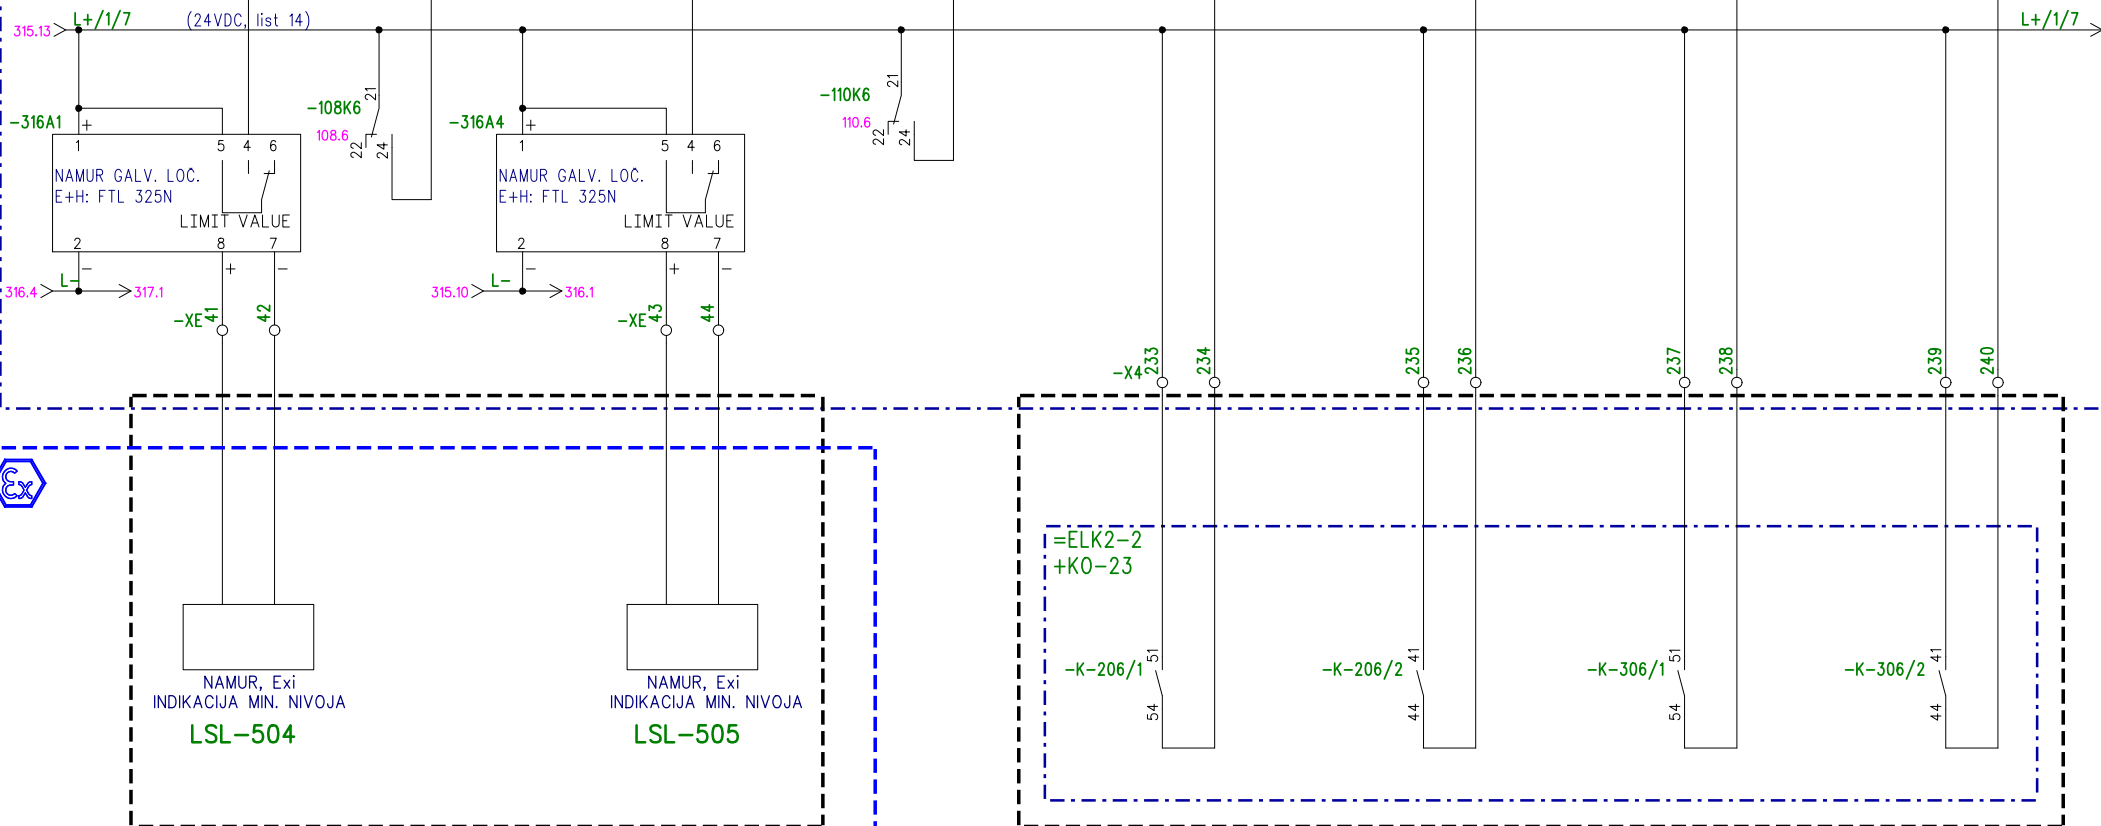 L+/1/7
(24VDC, list 14)
L+/1/7
315.13
21
-108K6
108.6
22
24
21
-110K6
110.6
22
24
-316A1
+
1
5
4
6
NAMUR GALV. LOČ.
E+H: FTL 325N
LIMIT VALUE
2
8
7
-
+
-
L-
316.4
317.1
-XE
41
42
-316A4
+
1
5
4
6
NAMUR GALV. LOČ.
E+H: FTL 325N
LIMIT VALUE
2
8
7
-
+
-
L-
315.10
316.1
-XE
43
44
-X4
233
234
235
236
237
238
239
240
Ex
=ELK2-2
+KO-23
-K-206/1
51
54
-K-206/2
41
44
-K-306/1
51
54
-K-306/2
41
44
NAMUR, Exi
INDIKACIJA MIN. NIVOJA
LSL-504
NAMUR, Exi
INDIKACIJA MIN. NIVOJA
LSL-505